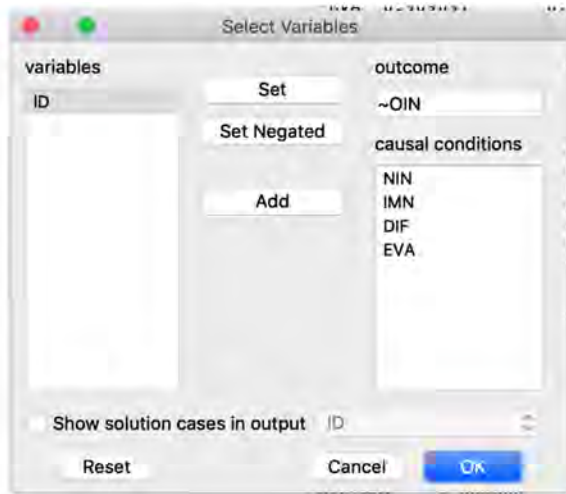 Select Variables
variables
outcome
ID
Set
~OIN
Set Negated
causal conditions
NIN
Add
IMN
DIF
EVA
Show solution cases in output ID
Reset Cancel OK